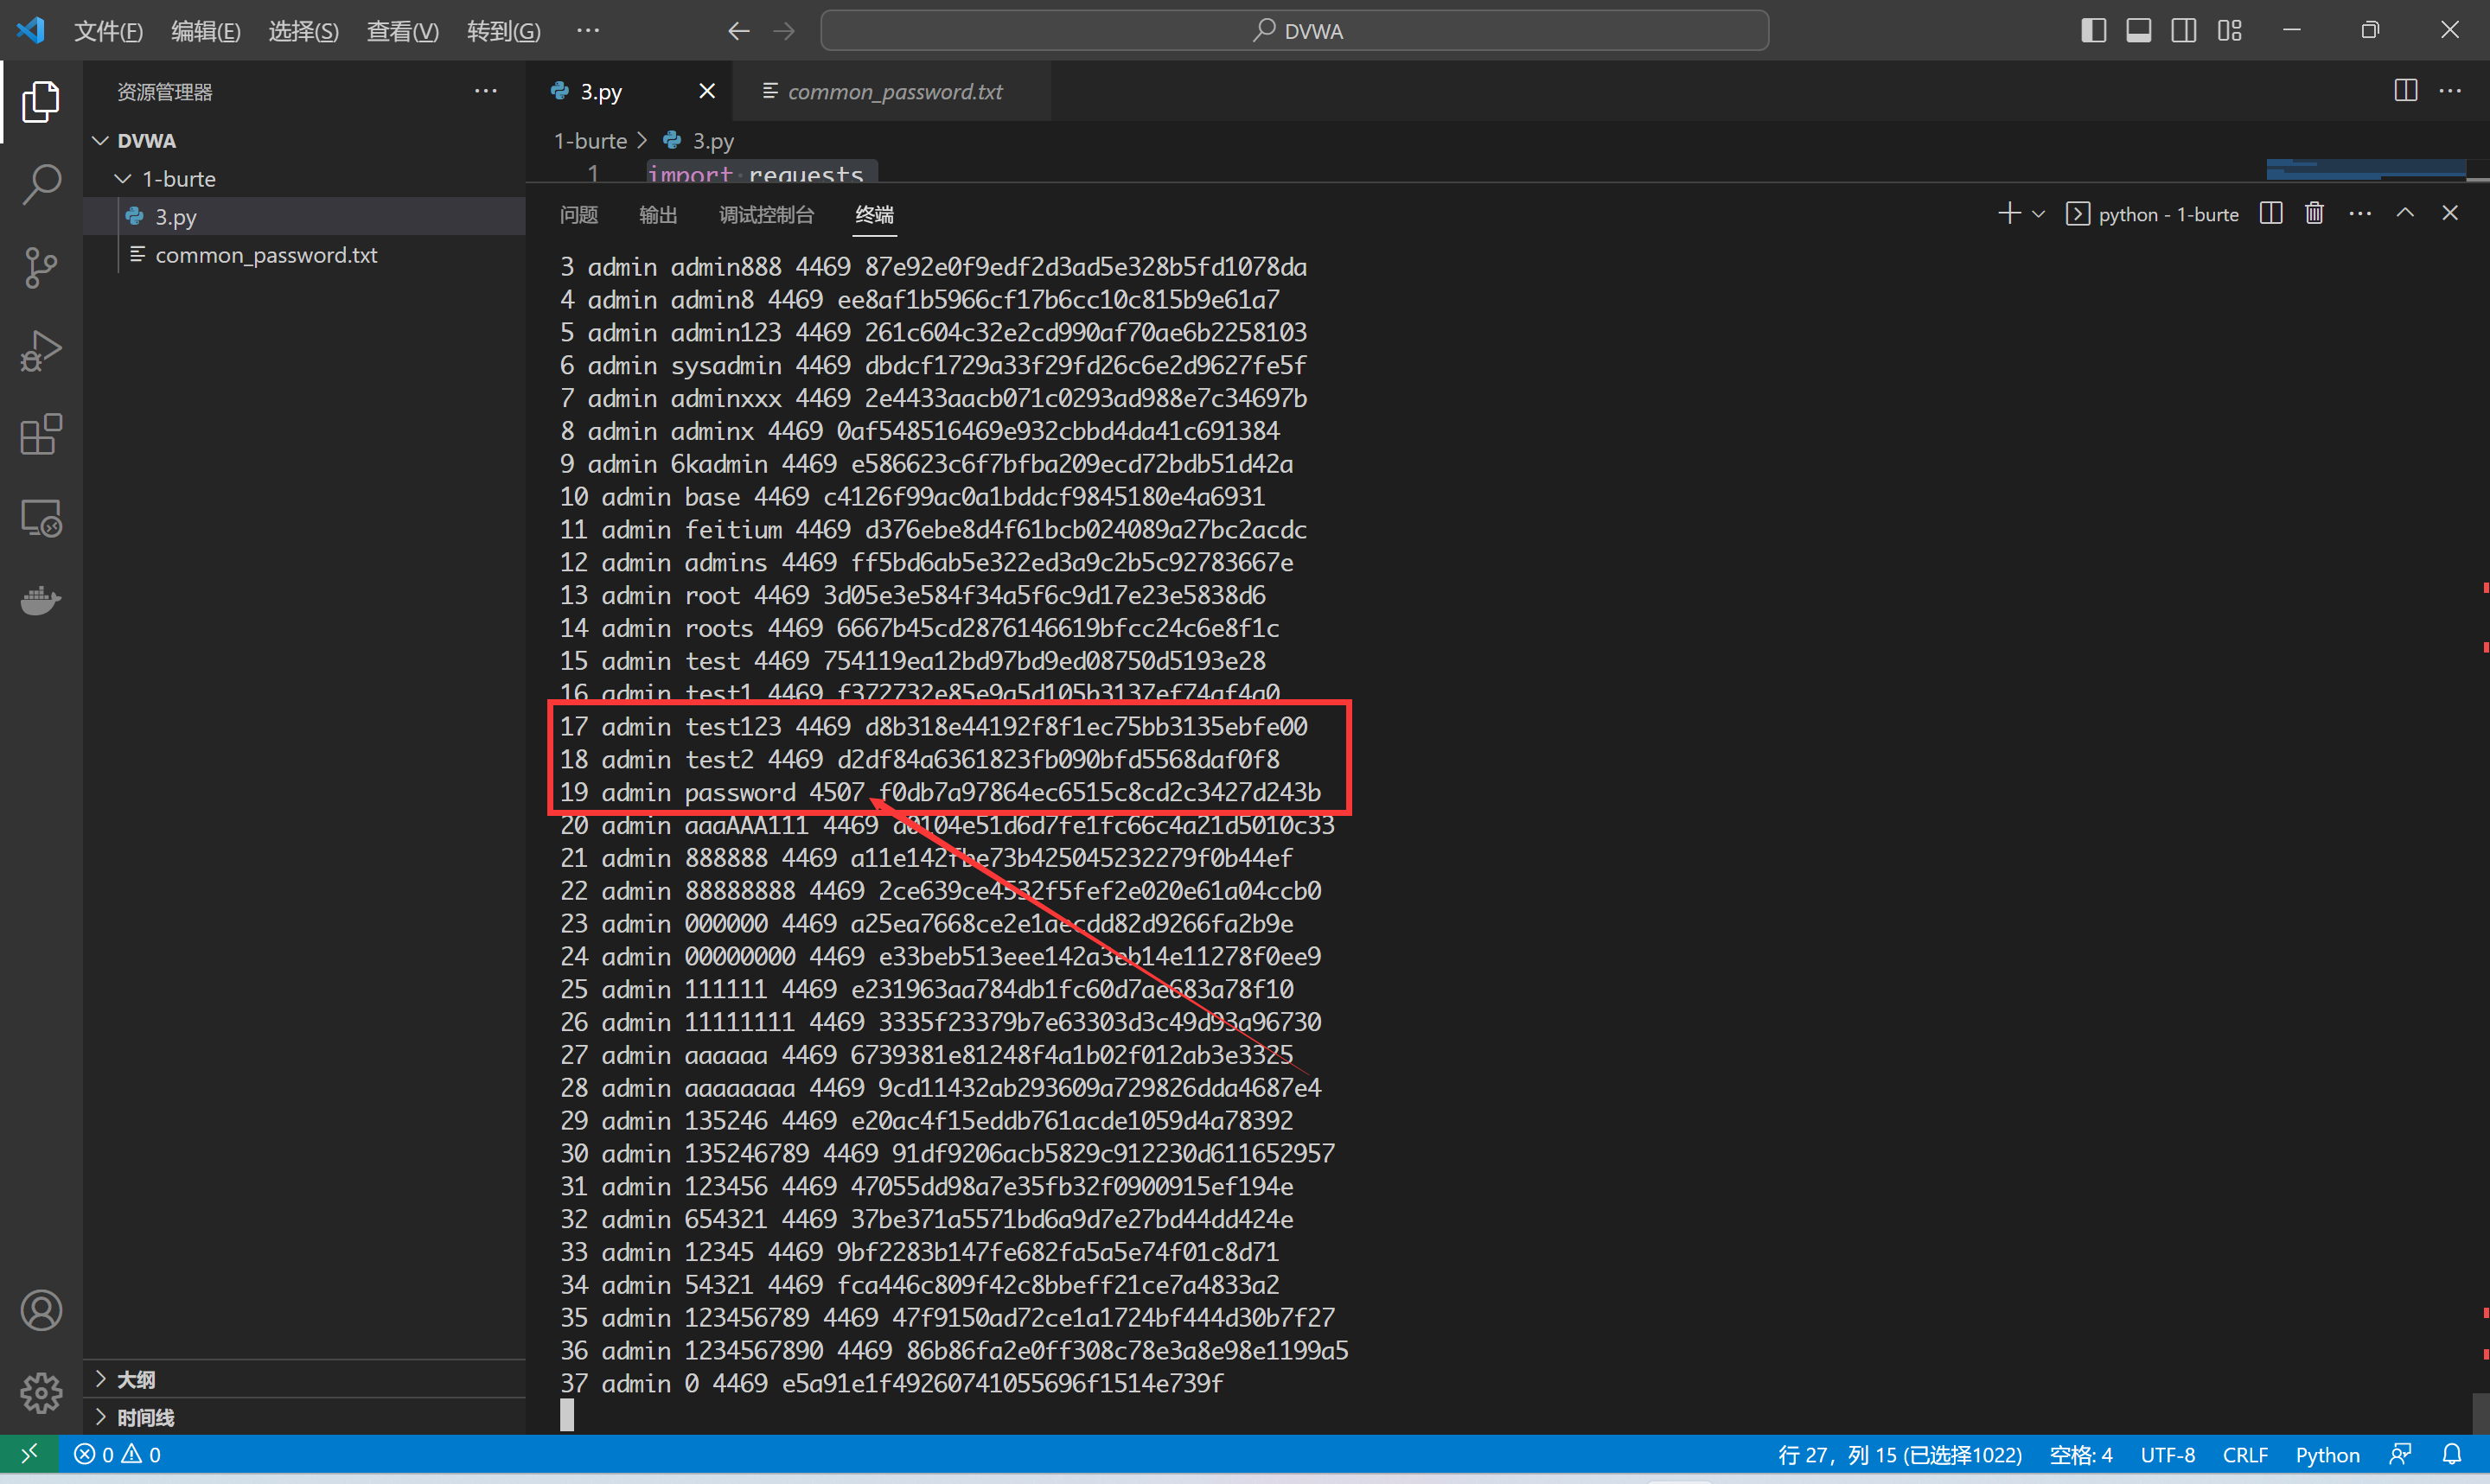 文件(F) 编辑(E) 选择(S) 查看(V) 转到(G) ··· DVWA
资源管理器 ···
3.py
common_password.txt
DVWA
1-burte > 3.py
1-burte
1 import requests
3.py
common_password.txt
问题 输出 调试控制台 终端 python - 1-burte
3 admin admin888 4469 87e92e0f9edf2d3ad5e328b5fd1078da
4 admin admin8 4469 ee8af1b5966cf17b6cc10c815b9e61a7
5 admin admin123 4469 261c604c32e2cd990af70ae6b2258103
6 admin sysadmin 4469 dbdcf1729a33f29fd26c6e2d9627fe5f
7 admin adminxxx 4469 2e4433aacb071c0293ad988e7c34697b
8 admin adminx 4469 0af548516469e932cbbd4da41c691384
9 admin 6kadmin 4469 e586623c6f7bfba209ecd72bdb51d42a
10 admin base 4469 c4126f99ac0a1bddcf9845180e4a6931
11 admin feitium 4469 d376ebe8d4f61bcb024089a27bc2acdc
12 admin admins 4469 ff5bd6ab5e322ed3a9c2b5c92783667e
13 admin root 4469 3d05e3e584f34a5f6c9d17e23e5838d6
14 admin roots 4469 6667b45cd2876146619bfcc24c6e8f1c
15 admin test 4469 754119ea12bd97bd9ed08750d5193e28
16 admin test1 4469 f372732e85e9a5d105b3137ef74af4a0
17 admin test123 4469 d8b318e44192f8f1ec75bb3135ebfe00
18 admin test2 4469 d2df84a6361823fb090bfd5568daf0f8
19 admin password 4507 f0db7a97864ec6515c8cd2c3427d243b
20 admin aaaAAA111 4469 d0104e51d6d7fe1fc66c4a21d5010c33
21 admin 888888 4469 a11e142fbe73b425045232279f0b44ef
22 admin 88888888 4469 2ce639ce4532f5fef2e020e61a04ccb0
23 admin 000000 4469 a25ea7668ce2e1aecdd82d9266fa2b9e
24 admin 00000000 4469 e33beb513eee142a3eb14e11278f0ee9
25 admin 111111 4469 e231963aa784db1fc60d7ae683a78f10
26 admin 11111111 4469 3335f23379b7e63303d3c49d93a96730
27 admin aaaaaa 4469 6739381e81248f4a1b02f012ab3e3325
28 admin aaaaaaaa 4469 9cd11432ab293609a729826dda4687e4
29 admin 135246 4469 e20ac4f15eddb761acde1059d4a78392
30 admin 135246789 4469 91df9206acb5829c912230d611652957
31 admin 123456 4469 47055dd98a7e35fb32f0900915ef194e
32 admin 654321 4469 37be371a5571bd6a9d7e27bd44dd424e
33 admin 12345 4469 9bf2283b147fe682fa5a5e74f01c8d71
34 admin 54321 4469 fca446c809f42c8bbeff21ce7a4833a2
35 admin 123456789 4469 47f9150ad72ce1a1724bf444d30b7f27
36 admin 1234567890 4469 86b86fa2e0ff308c78e3a8e98e1199a5
37 admin 0 4469 e5a91e1f49260741055696f1514e739f
大纲
时间线
0 0 行 27，列 15 (已选择1022) 空格: 4 UTF-8 CRLF Python